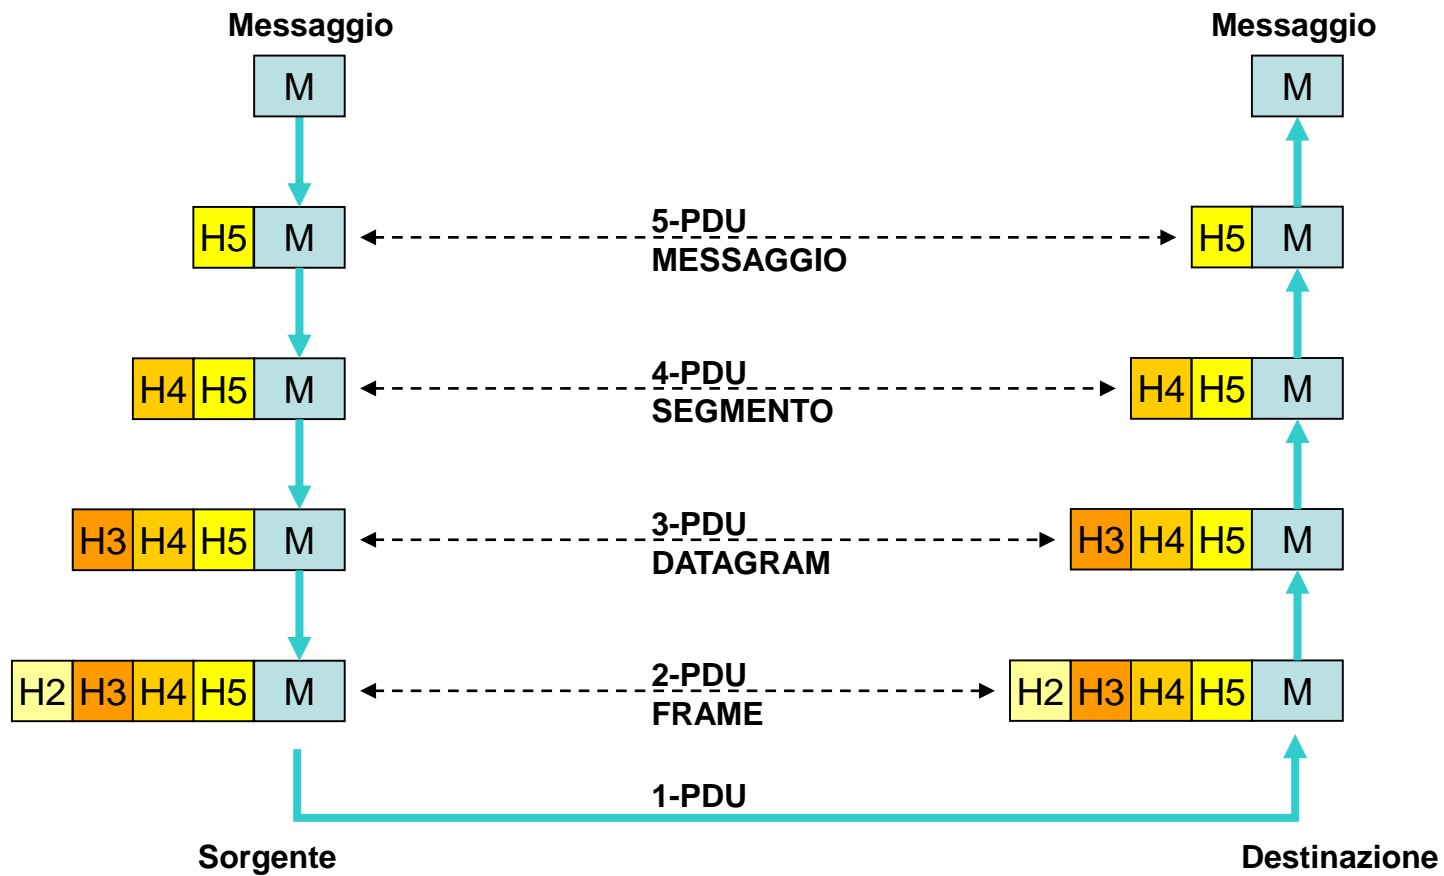 Messaggio Messaggio
M M
H5 M 5-PDU H5 M
MESSAGGIO
H4 H5 M 4-PDU H4 H5 M
SEGMENTO
H3 H4 H5 M 3-PDU H3 H4 H5 M
DATAGRAM
H2 H3 H4 H5 M 2-PDU H2 H3 H4 H5 M
FRAME
1-PDU
Sorgente Destinazione